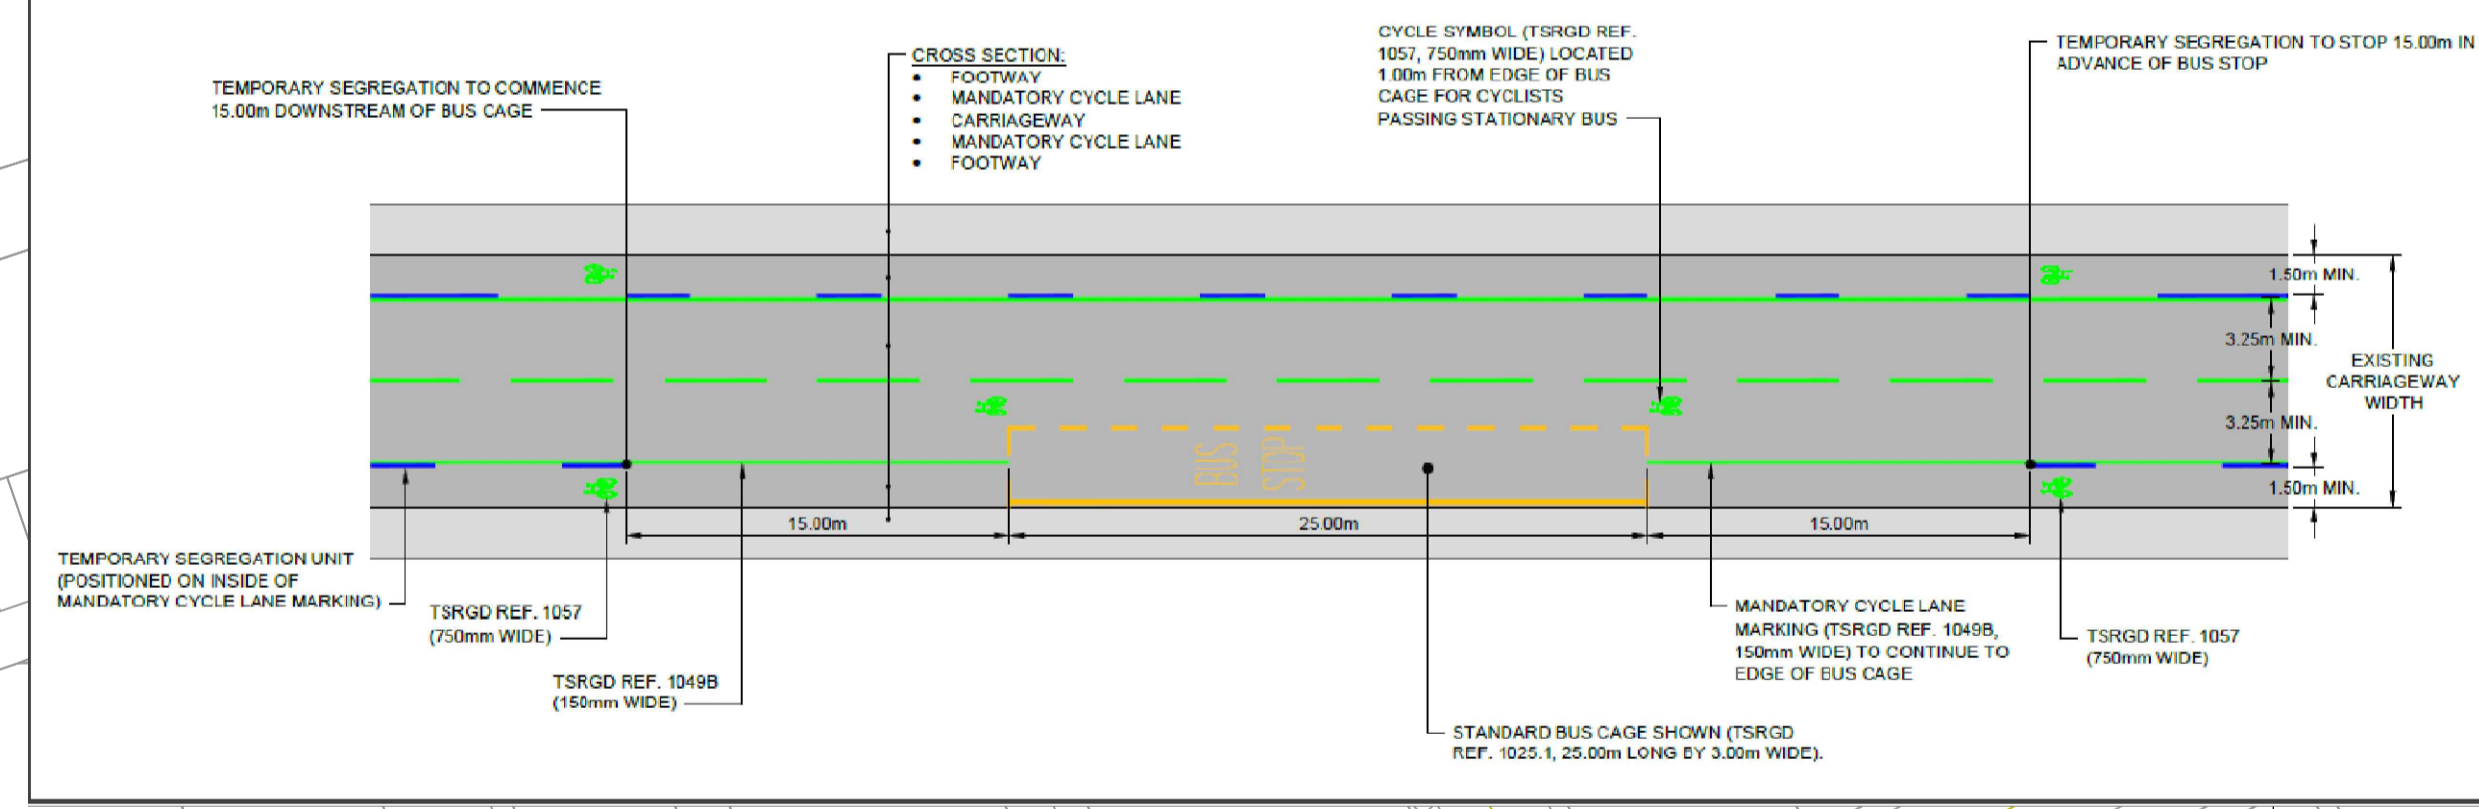 TEMPORARY SEGREGATION TO COMMENCE
15.00m DOWNSTREAM OF BUS CAGE
CROSS SECTION:
• FOOTWAY
• MANDATORY CYCLE LANE
• CARRIAGEWAY
• MANDATORY CYCLE LANE
• FOOTWAY
CYCLE SYMBOL (TSRGD REF.
1057, 750mm WIDE) LOCATED
1.00m FROM EDGE OF BUS
CAGE FOR CYCLISTS
PASSING STATIONARY BUS
TEMPORARY SEGREGATION TO STOP 15.00m IN
ADVANCE OF BUS STOP
1.50m MIN.
3.25m MIN.
EXISTING
CARRIAGEWAY
WIDTH
3.25m MIN.
1.50m MIN.
BUS
STOP
15.00m
25.00m
15.00m
TEMPORARY SEGREGATION UNIT
(POSITIONED ON INSIDE OF
MANDATORY CYCLE LANE MARKING)
TSRGD REF. 1057
(750mm WIDE)
TSRGD REF. 1049B
(150mm WIDE)
MANDATORY CYCLE LANE
MARKING (TSRGD REF. 1049B,
150mm WIDE) TO CONTINUE TO
EDGE OF BUS CAGE
TSRGD REF. 1057
(750mm WIDE)
STANDARD BUS CAGE SHOWN (TSRGD
REF. 1025.1, 25.00m LONG BY 3.00m WIDE).